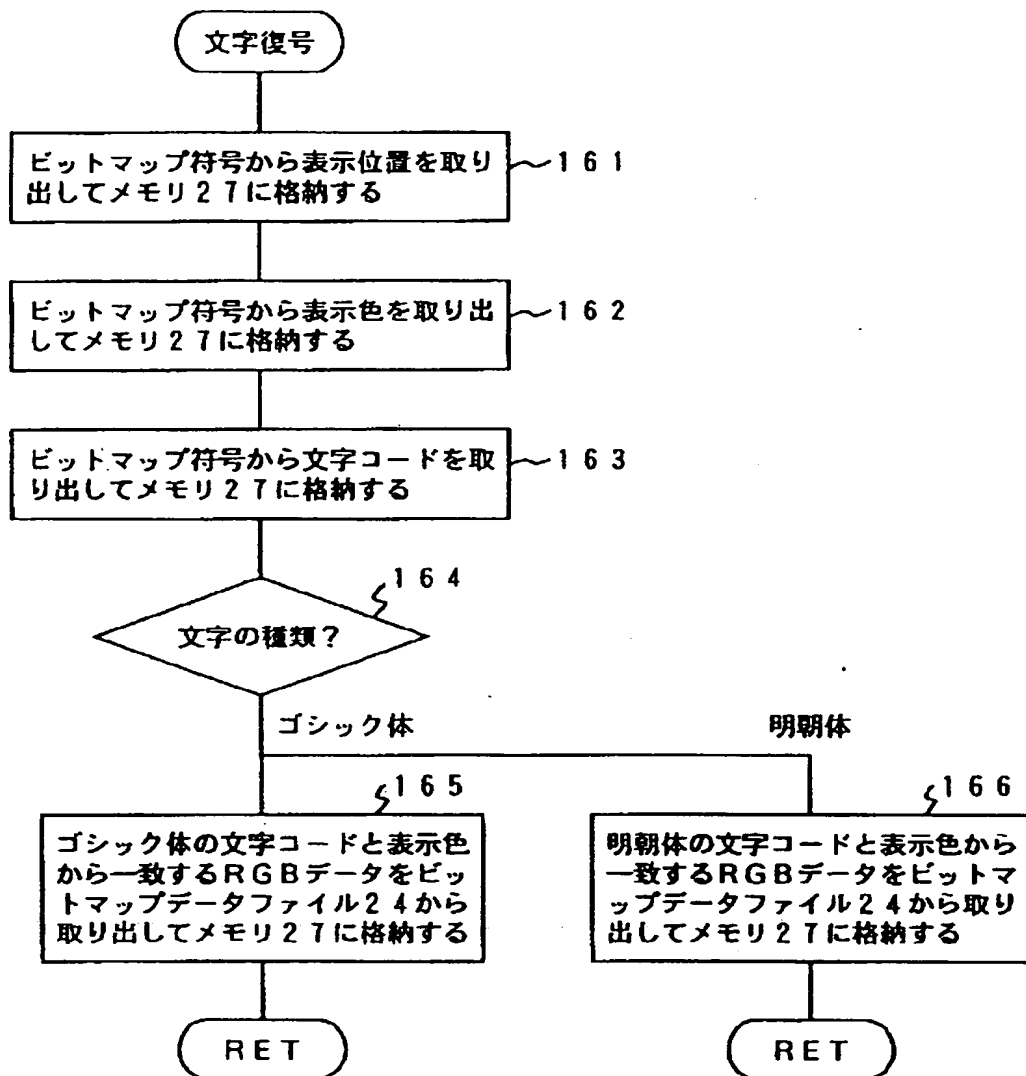 文字復号
ビットマップ符号から表示位置を取り
出してメモリ27に格納する
161
ビットマップ符号から表示色を取り出
してメモリ27に格納する
162
ビットマップ符号から文字コードを取
り出してメモリ27に格納する
163
164
文字の種類?
ゴシック体
明朝体
165
ゴシック体の文字コードと表示色
から一致するRGBデータをビッ
トマップデータファイル24から
取り出してメモリ27に格納する
166
明朝体の文字コードと表示色から
一致するRGBデータをビットマ
ップデータファイル24から取り
出してメモリ27に格納する
RET
RET